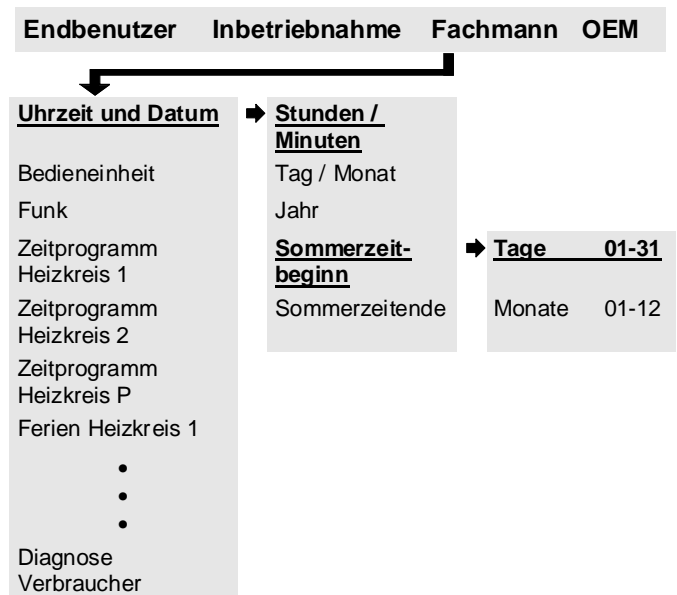 Endbenutzer Inbetriebnahme Fachmann OEM
Uhrzeit und Datum
Bedieneinheit
Funk
Zeitprogramm
Heizkreis 1
Zeitprogramm
Heizkreis 2
Zeitprogramm
Heizkreis P
Ferien Heizkreis 1
Diagnose
Verbraucher
Stunden /
Minuten
Tag / Monat
Jahr
Sommerzeit-
beginn
Sommerzeitende
Tage 01-31
Monate 01-12